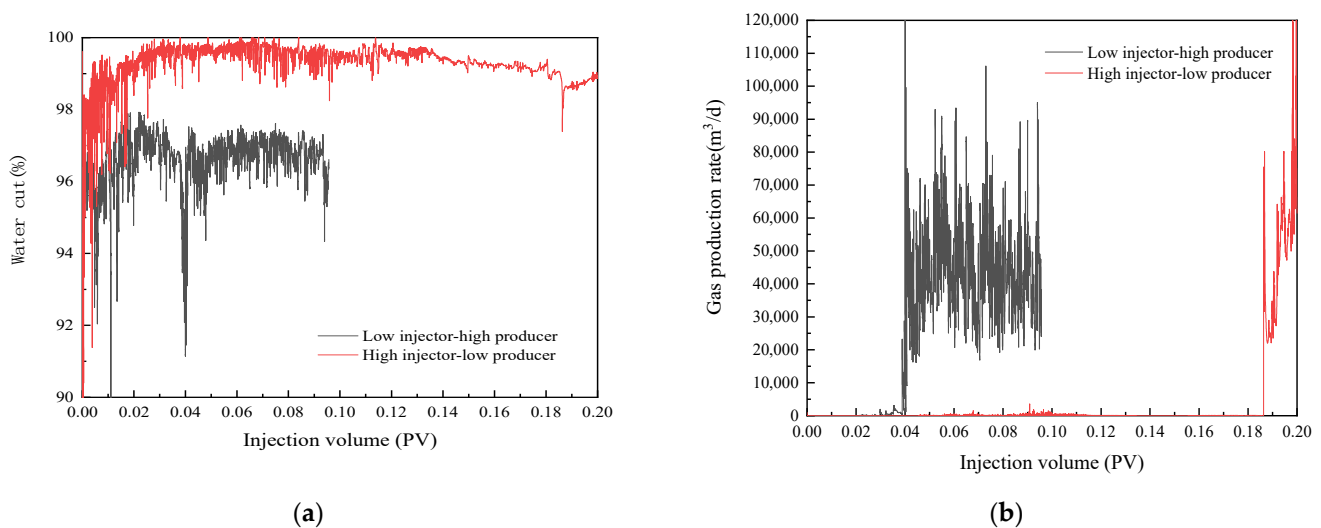 100
98
96
94
92
90
0.00 0.02 0.04 0.06 0.08 0.10 0.12 0.14 0.16 0.18 0.20
Water cut(%)
Injection volume (PV)
Low injector-high producer
High injector-low producer
(a)
120,000
110,000
100,000
90,000
80,000
70,000
60,000
50,000
40,000
30,000
20,000
10,000
0
0.00 0.02 0.04 0.06 0.08 0.10 0.12 0.14 0.16 0.18 0.20
Gas production rate(m³/d)
Injection volume (PV)
Low injector-high producer
High injector-low producer
(b)